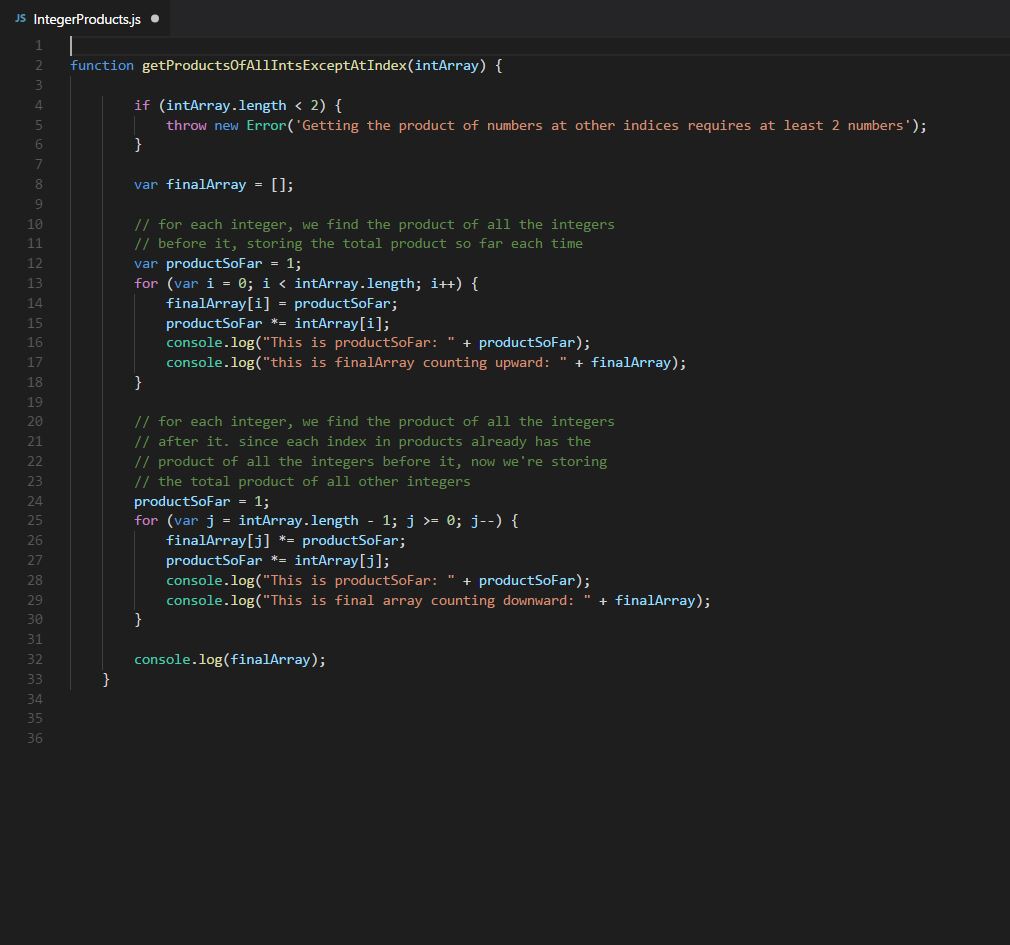 JS IntegerProducts.js
1
2 function getProductsOfAllIntsExceptAtIndex(intArray) {
3
4 if (intArray.length < 2) {
5 throw new Error('Getting the product of numbers at other indices requires at least 2 numbers');
6 }
7
8 var finalArray = [];
9
10 // for each integer, we find the product of all the integers
11 // before it, storing the total product so far each time
12 var productSoFar = 1;
13 for (var i = 0; i < intArray.length; i++) {
14 finalArray[i] = productSoFar;
15 productSoFar *= intArray[i];
16 console.log("This is productSoFar: " + productSoFar);
17 console.log("this is finalArray counting upward: " + finalArray);
18 }
19
20 // for each integer, we find the product of all the integers
21 // after it. since each index in products already has the
22 // product of all the integers before it, now we're storing
23 // the total product of all other integers
24 productSoFar = 1;
25 for (var j = intArray.length - 1; j >= 0; j--) {
26 finalArray[j] *= productSoFar;
27 productSoFar *= intArray[j];
28 console.log("This is productSoFar: " + productSoFar);
29 console.log("This is final array counting downward: " + finalArray);
30 }
31
32 console.log(finalArray);
33 }
34
35
36